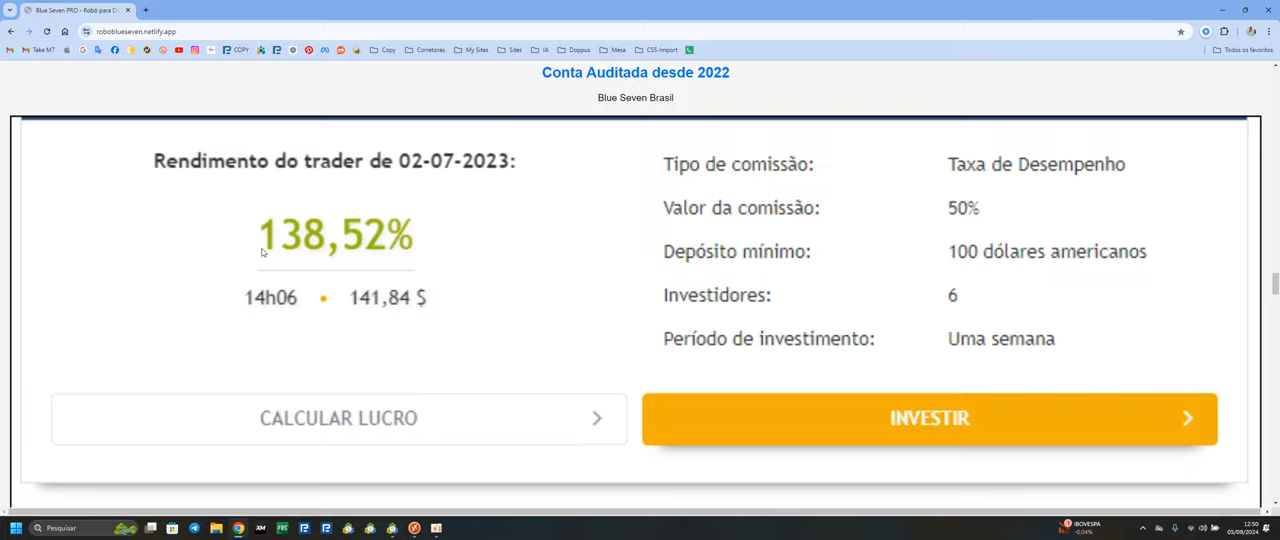 Blue Seven PRO - Robô para D
roboblueseven.netlify.app
Take M7
COPY
Copy
Corretoras
My Sites
Sites
IA
Doppus
Mesa
CSS-Import
Todos os favoritos
Conta Auditada desde 2022
Blue Seven Brasil
Rendimento do trader de 02-07-2023:
138,52%
14h06 • 141,84 $
Tipo de comissão: Taxa de Desempenho
Valor da comissão: 50%
Depósito mínimo: 100 dólares americanos
Investidores: 6
Período de investimento: Uma semana
CALCULAR LUCRO
INVESTIR
Pesquisar
XM
FBS
1
IBOVESPA
-0,04%
12:50
05/09/2024